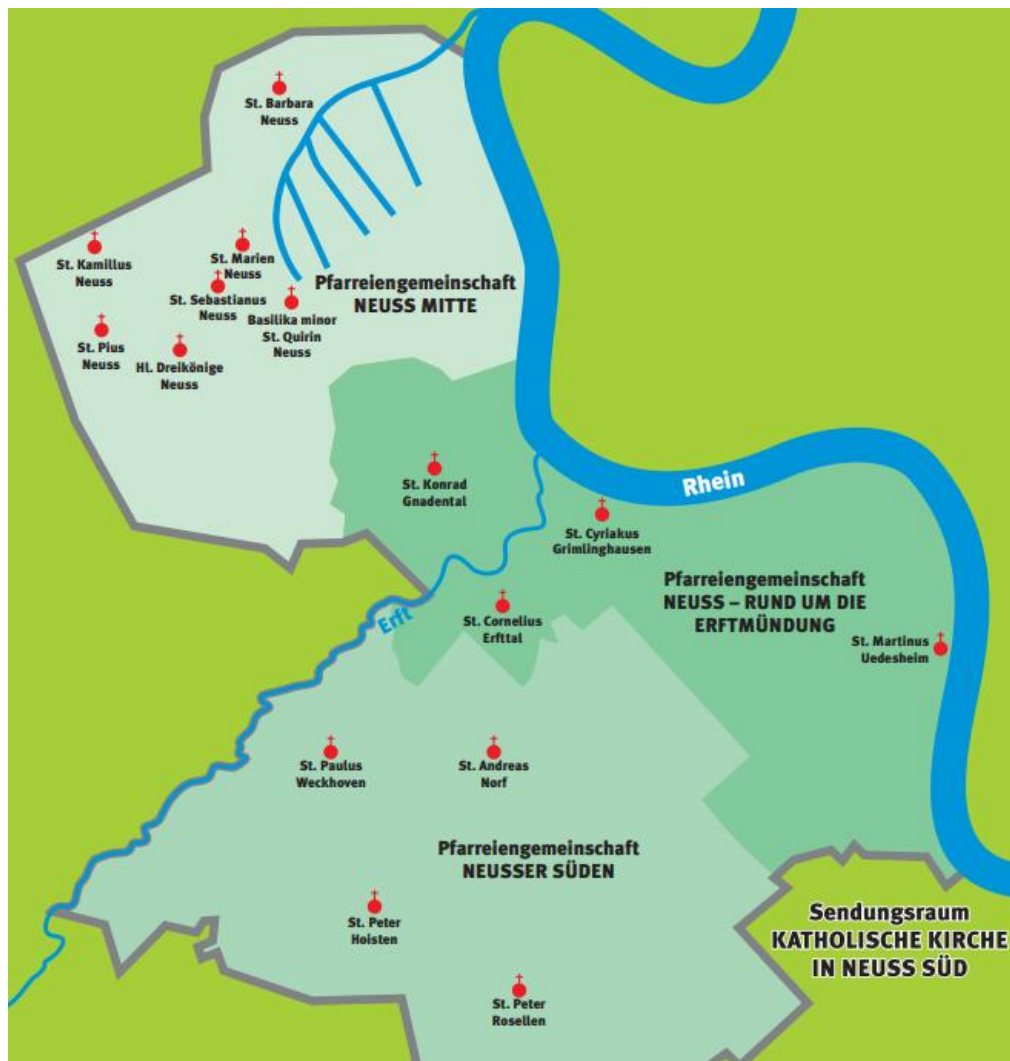 St. Barbara
Neuss
St. Kamillus
Neuss
St. Marien
Neuss
St. Sebastianus
Neuss
Basilika minor
St. Quirin
Neuss
St. Pius
Neuss
Hl. Dreikönige
Neuss
Pfarreiengemeinschaft
NEUSS MITTE
St. Konrad
Gnadental
Rhein
St. Cyriakus
Grimlinghausen
Pfarreiengemeinschaft
NEUSS – RUND UM DIE
ERFTMÜNDUNG
Erft
St. Cornelius
Erfttal
St. Martinus
Uedesheim
St. Paulus
Weckhoven
St. Andreas
Norf
Pfarreiengemeinschaft
NEUSSER SÜDEN
St. Peter
Hoisten
Sendungsraum
KATHOLISCHE KIRCHE
IN NEUSS SÜD
St. Peter
Rosellen